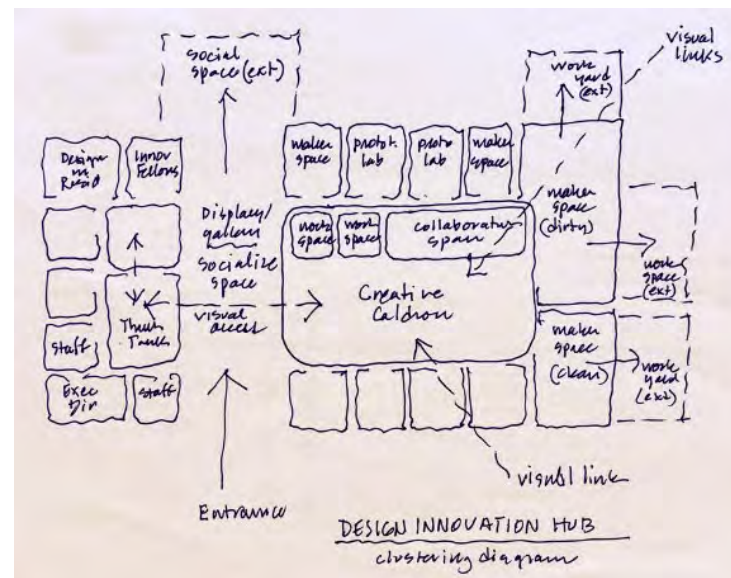 social
space (ext)
work
yard
(ext)
visual
links
Design
in
Resid
Innov
Fellows
maker
space
protot.
lab
proto
lab
maker
space
maker
space
(dirty)
Display/
gallery
socialize
space
visual
access
work
space
work
space
collaborative
span
Creative
Caldron
work
space
(ext)
Think
Tanks
staff
Exec
Dir
staff
maker
space
(clean)
work
yard
(ext)
Entrance
visual link
DESIGN INNOVATION HUB
clustering diagram